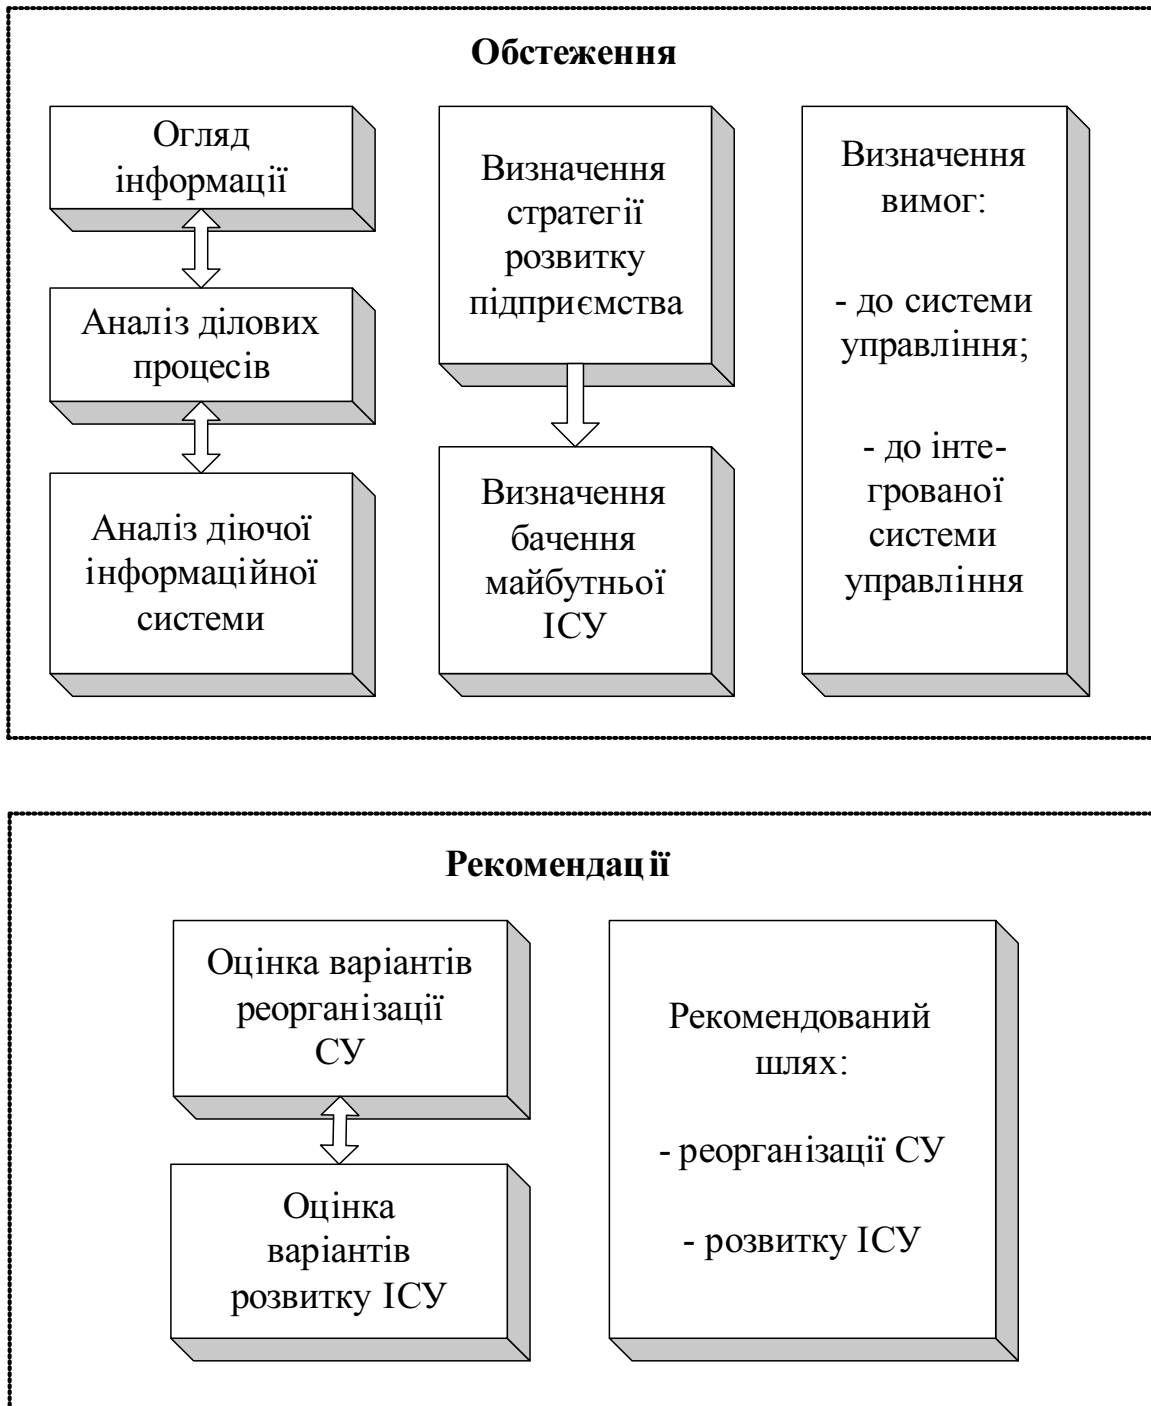 Обстеження
Огляд
інформації
Аналіз ділових
процесів
Аналіз діючої
інформаційної
системи
Визначення
стратегії
розвитку
підприємства
Визначення
бачення
майбутньої
ІСУ
Визначення
вимог:
- до системи
управління;
- до інте-
грованої
системи
управління
Рекомендації
Оцінка варіантів
реорганізації
СУ
Оцінка
варіантів
розвитку ІСУ
Рекомендований
шлях:
- реорганізації СУ
- розвитку ІСУ